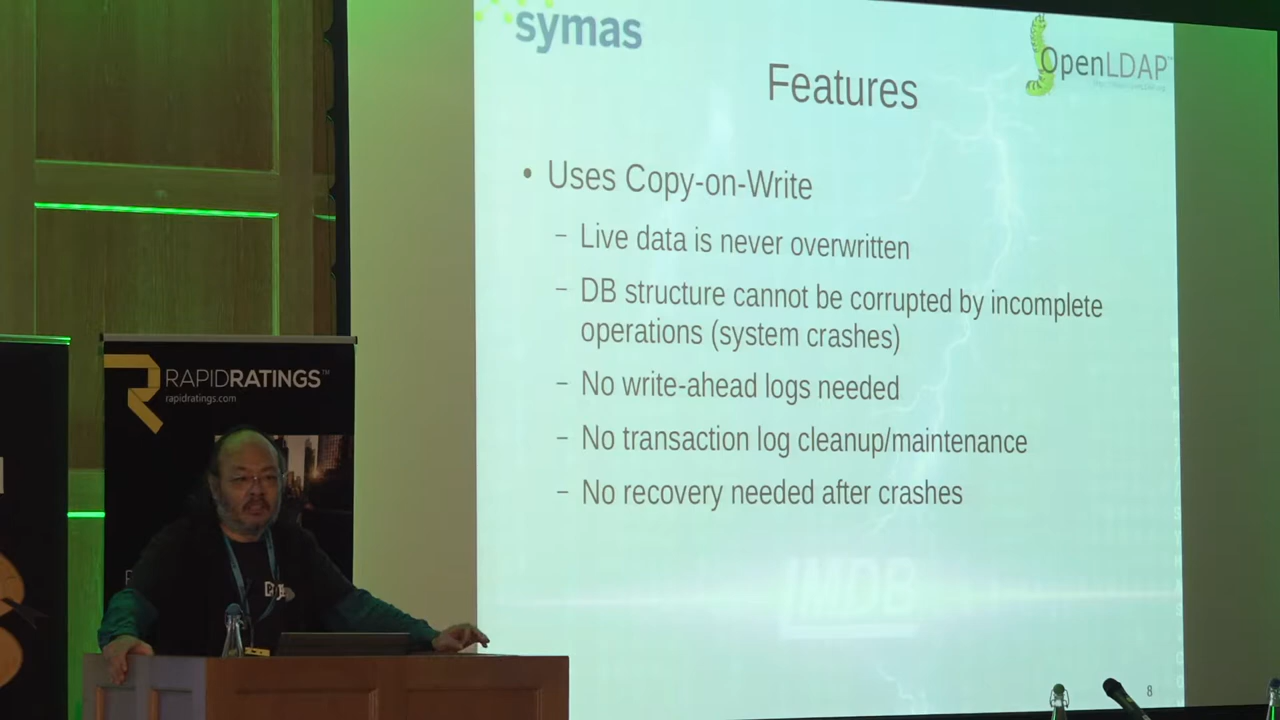 symas
OpenLDAP
Features
• Uses Copy-on-Write
– Live data is never overwritten
– DB structure cannot be corrupted by incomplete
operations (system crashes)
– No write-ahead logs needed
– No transaction log cleanup/maintenance
– No recovery needed after crashes
LMDB
8
RAPIDRATINGS™
rapidratings.com